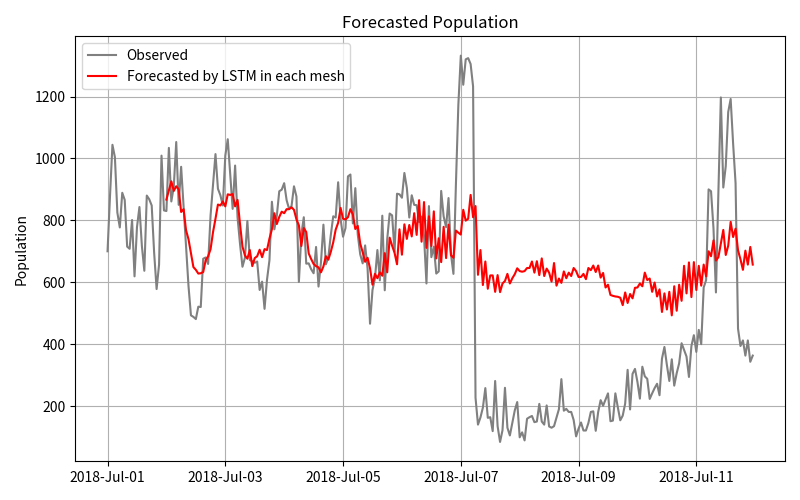 Forecasted Population
Observed
Forecasted by LSTM in each mesh
Population
1200
1000
800
600
400
200
2018-Jul-01
2018-Jul-03
2018-Jul-05
2018-Jul-07
2018-Jul-09
2018-Jul-11